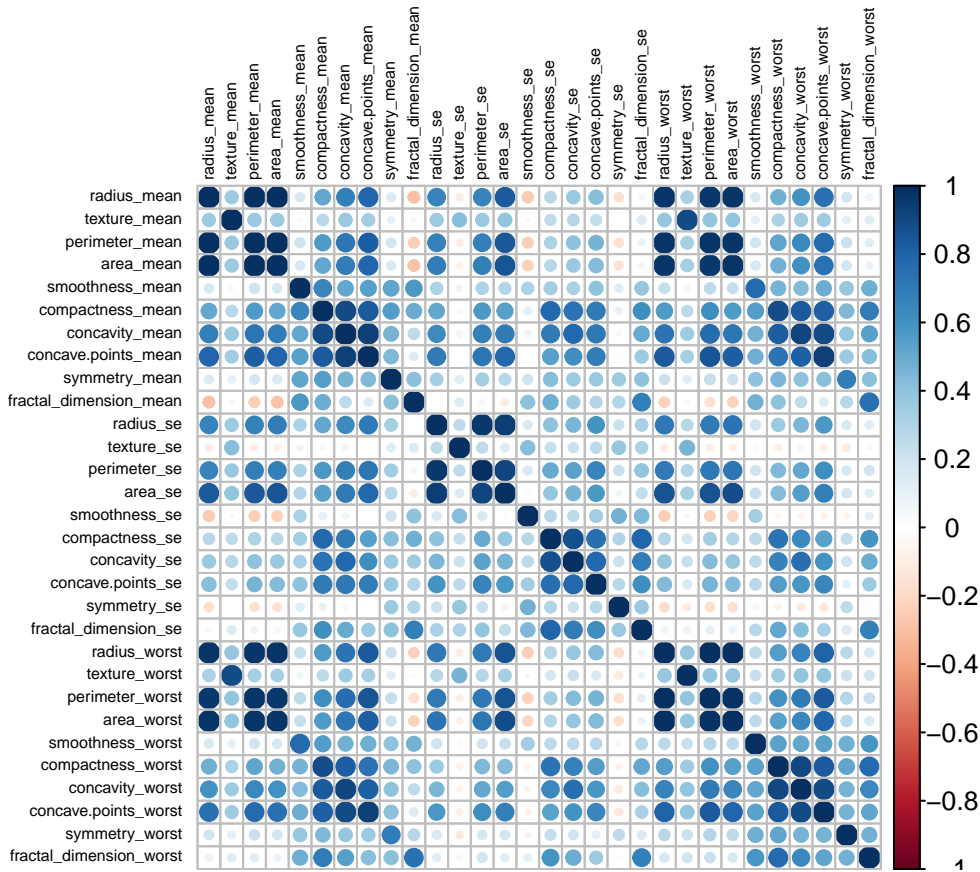 radius_mean
texture_mean
perimeter_mean
area_mean
smoothness_mean
compactness_mean
concavity_mean
concave.points_mean
symmetry_mean
fractal_dimension_mean
radius_se
texture_se
perimeter_se
area_se
smoothness_se
compactness_se
concavity_se
concave.points_se
symmetry_se
fractal_dimension_se
radius_worst
texture_worst
perimeter_worst
area_worst
smoothness_worst
compactness_worst
concavity_worst
concave.points_worst
symmetry_worst
fractal_dimension_worst
radius_mean
texture_mean
perimeter_mean
area_mean
smoothness_mean
compactness_mean
concavity_mean
concave.points_mean
symmetry_mean
fractal_dimension_mean
radius_se
texture_se
perimeter_se
area_se
smoothness_se
compactness_se
concavity_se
concave.points_se
symmetry_se
fractal_dimension_se
radius_worst
texture_worst
perimeter_worst
area_worst
smoothness_worst
compactness_worst
concavity_worst
concave.points_worst
symmetry_worst
fractal_dimension_worst
1
0.8
0.6
0.4
0.2
0
−0.2
−0.4
−0.6
−0.8
−1